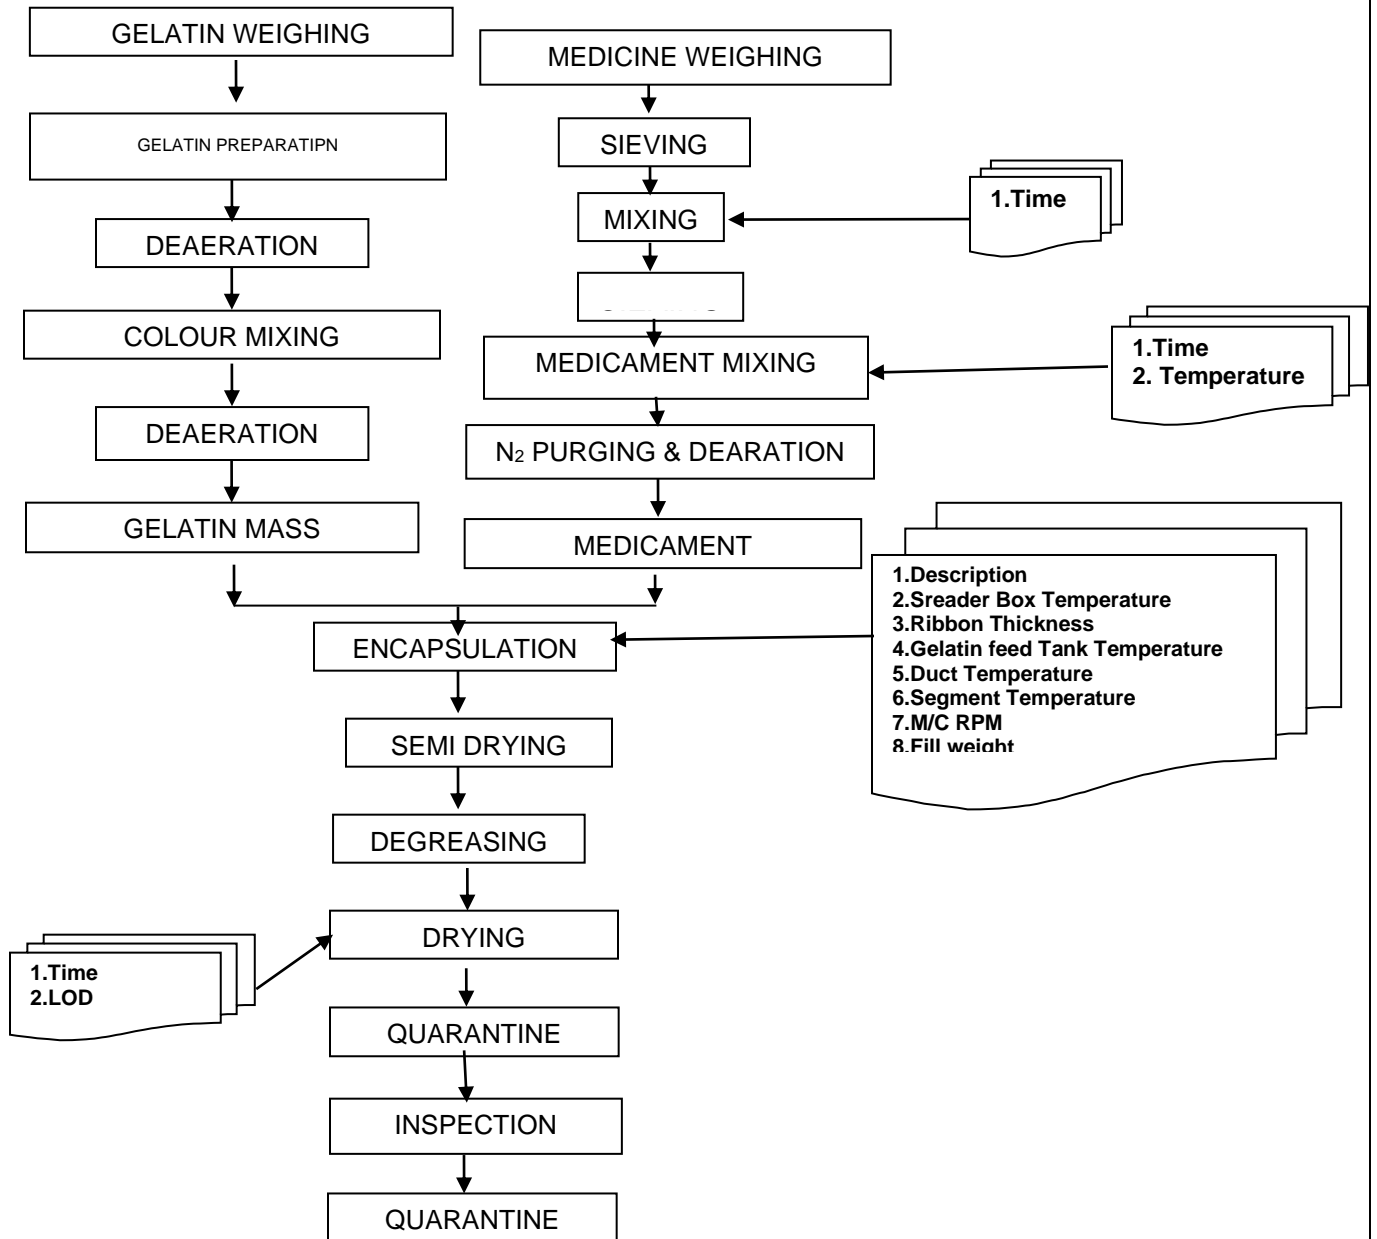 GELATIN WEIGHING
MEDICINE WEIGHING
GELATIN PREPARATIPN
SIEVING
1.Time
MIXING
DEAERATION
COLOUR MIXING
1.Time
2. Temperature
MEDICAMENT MIXING
DEAERATION
N₂ PURGING & DEARATION
GELATIN MASS
MEDICAMENT
1.Description
2.Sreader Box Temperature
3.Ribbon Thickness
4.Gelatin feed Tank Temperature
5.Duct Temperature
6.Segment Temperature
7.M/C RPM
8.Fill weight
ENCAPSULATION
SEMI DRYING
DEGREASING
DRYING
1.Time
2.LOD
QUARANTINE
INSPECTION
QUARANTINE